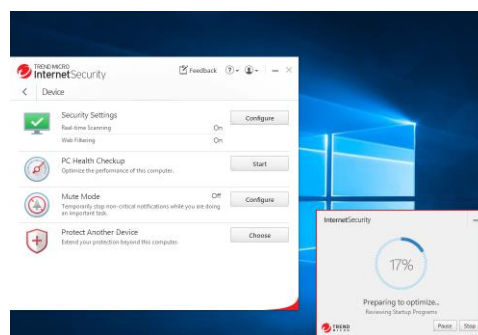 TREND MICRO
InternetSecurity
Feedback
Device
Security Settings
Configure
Real-time Scanning On
Web Filtering On
PC Health Checkup
Start
Optimize the performance of this computer.
Mute Mode Off
Configure
Temporarily stop non-critical notifications while you are doing
an important task.
Protect Another Device
Choose
Extend your protection beyond this computer.
InternetSecurity
17%
Preparing to optimize..
Reviewing Startup Programs
TREND
MICRO
Pause Stop